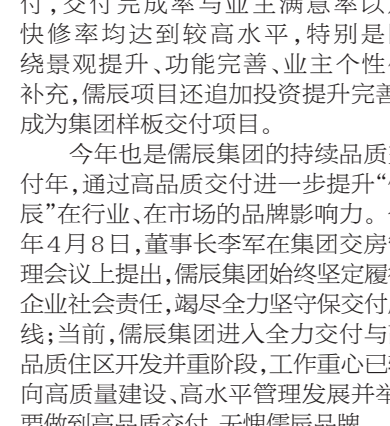 付,交付完成率与业主满意率以
快修率均达到较高水平,特别是
绕景观提升、功能完善、业主个性
补充,儒辰项目还追加投资提升完善
成为集团样板交付项目。
今年也是儒辰集团的持续品质
付年,通过高品质交付进一步提升“
辰”在行业、在市场的品牌影响力。
年4月8日,董事长李军在集团交房
理会议上提出,儒辰集团始终坚定履
企业社会责任,竭尽全力坚守保交付
线;当前,儒辰集团进入全力交付与
品质住区开发并重阶段,工作重心已
向高质量建设、高水平管理发展并举
要做到高品质交付,无愧儒辰品牌